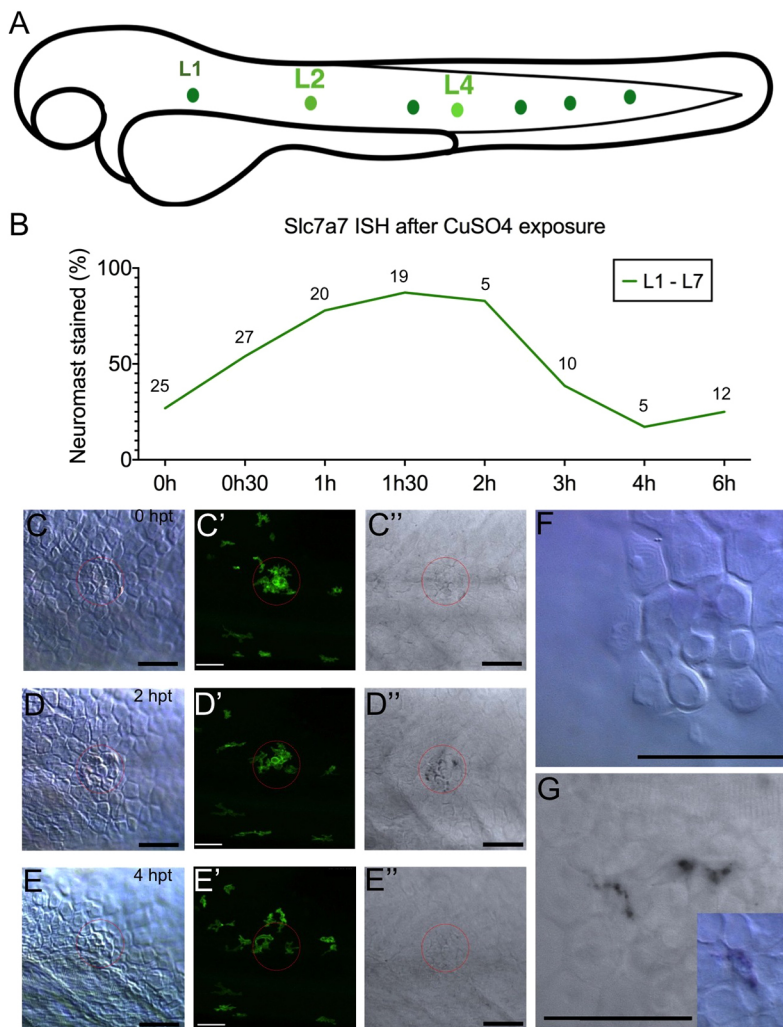 A
L1
L2
L4
B
Slc7a7 ISH after CuSO4 exposure
Neuromast stained (%)
100
50
0
25
27
20
19
5
10
5
12
L1 - L7
0h
0h30
1h
1h30
2h
3h
4h
6h
C
0 hpt
C’
C’’
F
D
2 hpt
D’
D’’
G
E
4 hpt
E’
E’’